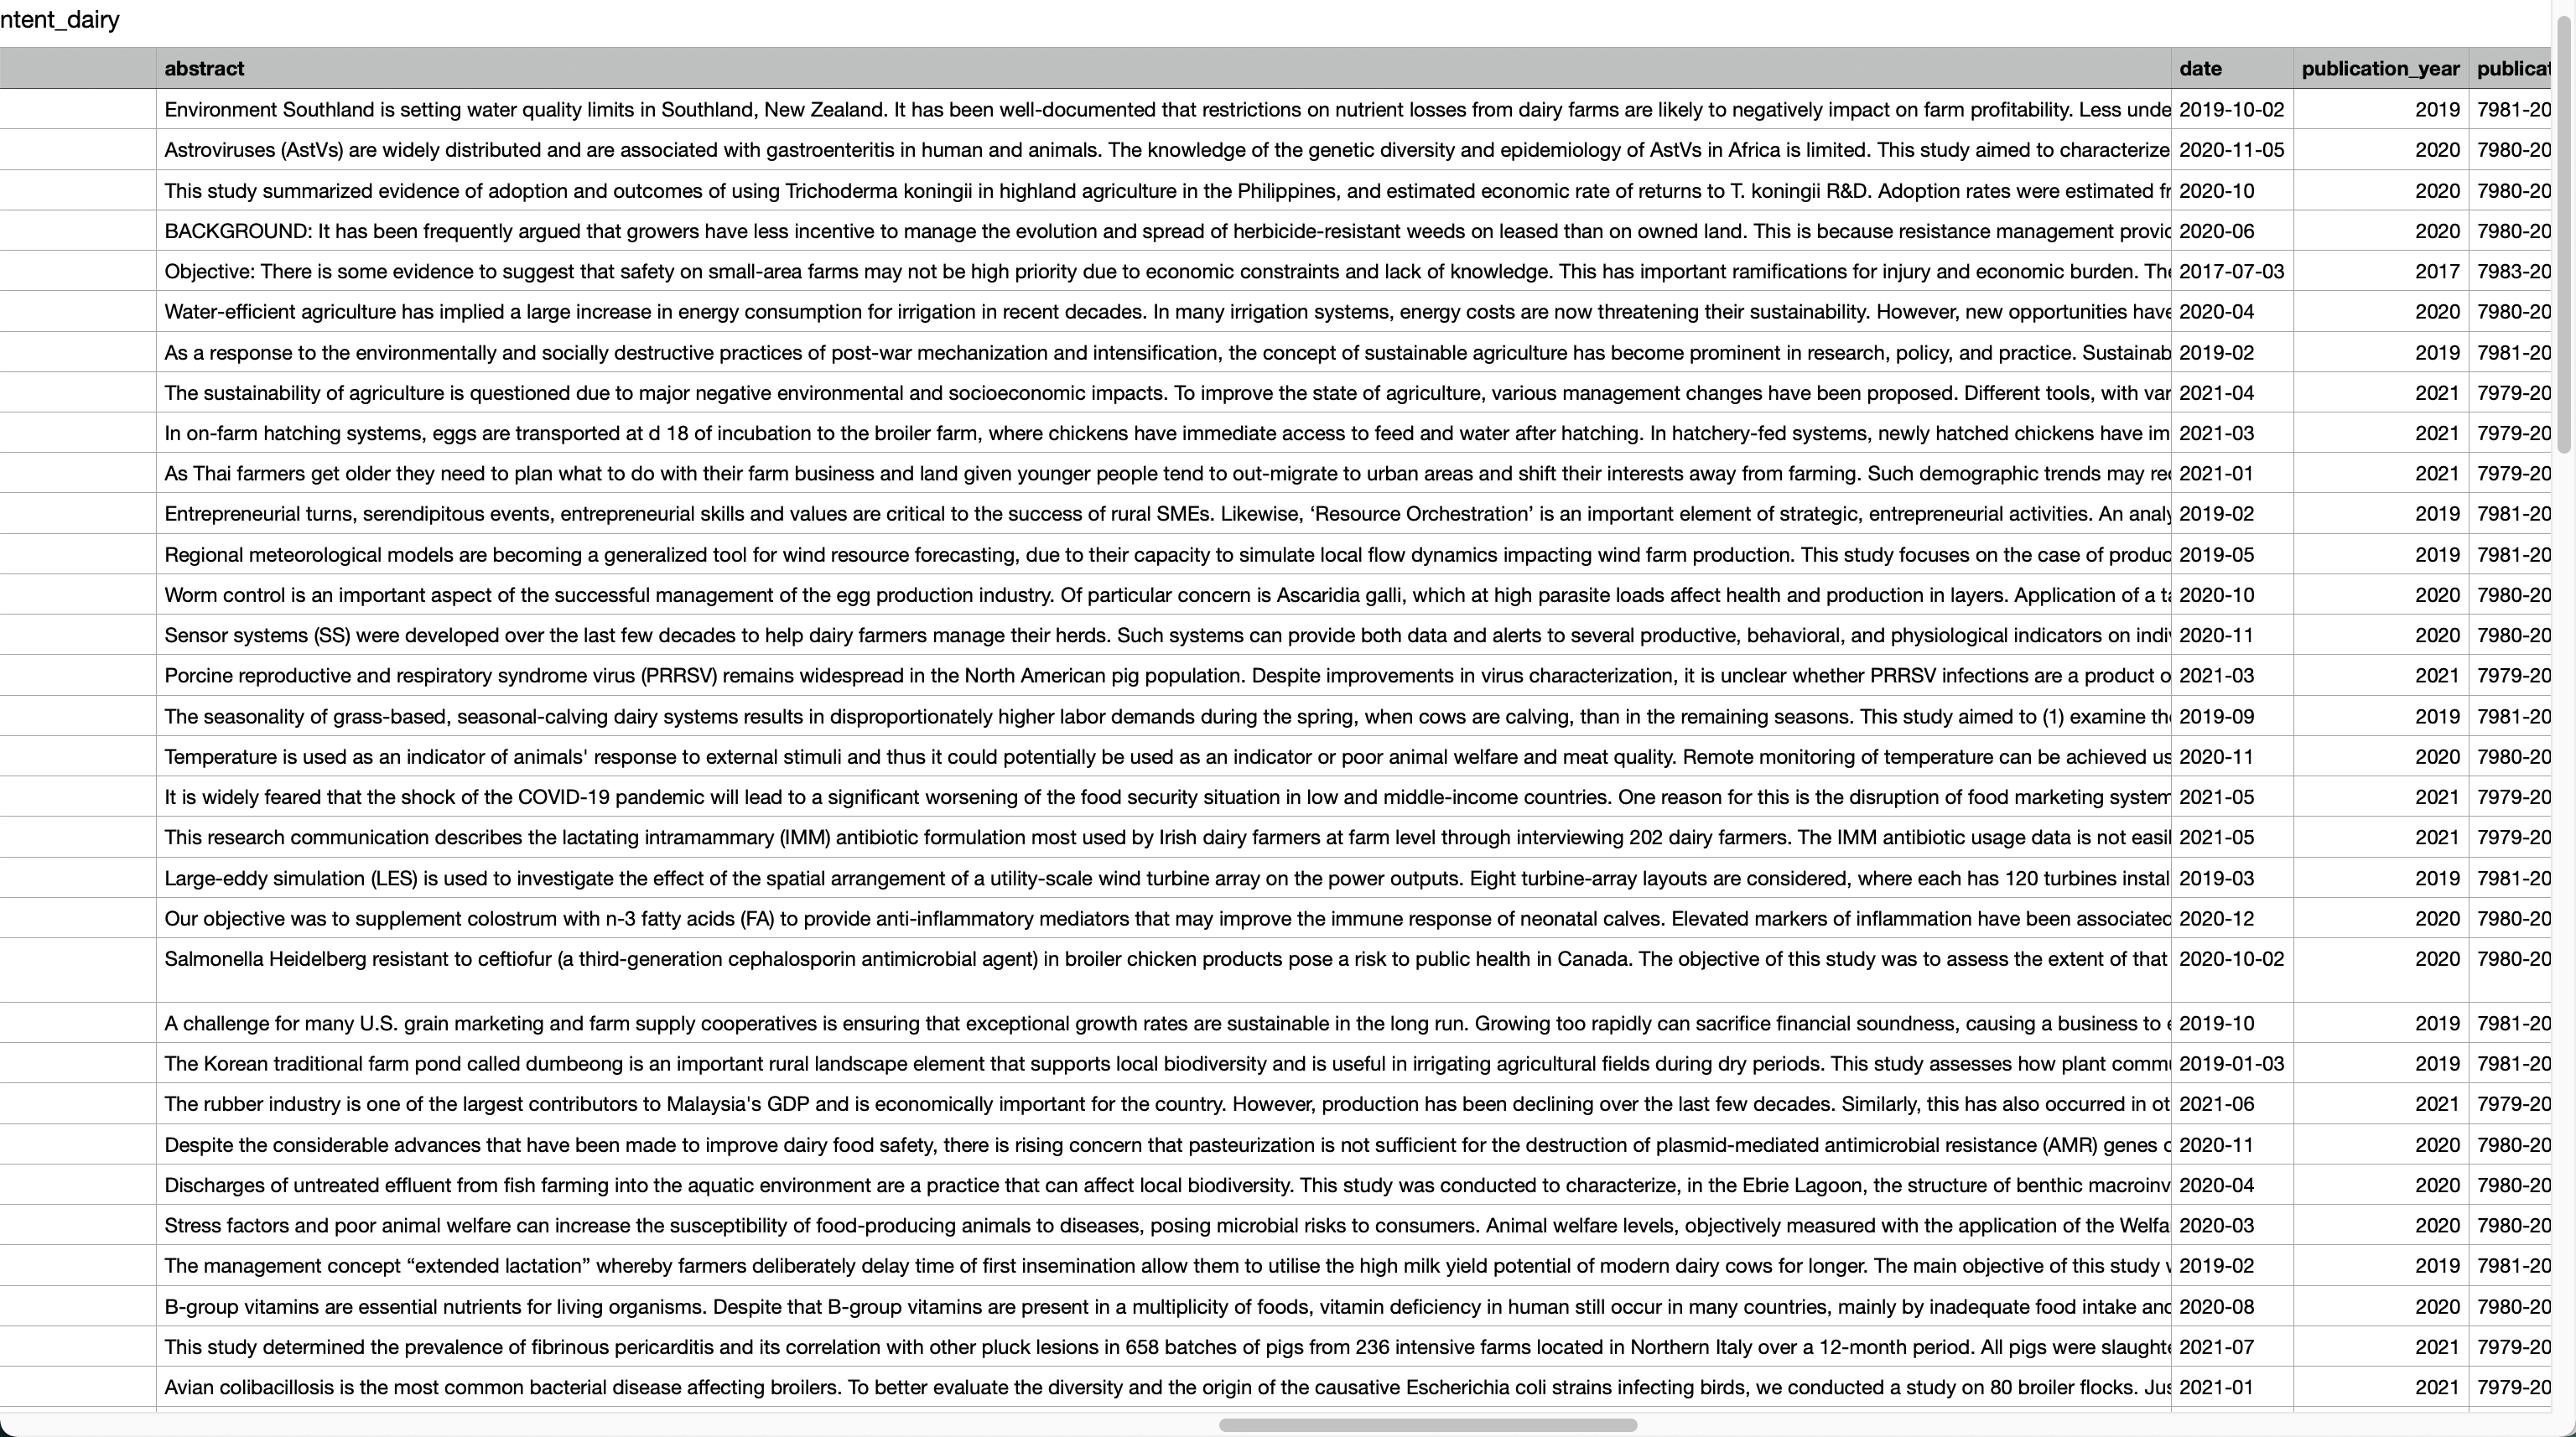 ntent_dairy
abstract date publication_year publicat
Environment Southland is setting water quality limits in Southland, New Zealand. It has been well-documented that restrictions on nutrient losses from dairy farms are likely to negatively impact on farm profitability. Less unde 2019-10-02 2019 7981-20
Astroviruses (AstVs) are widely distributed and are associated with gastroenteritis in human and animals. The knowledge of the genetic diversity and epidemiology of AstVs in Africa is limited. This study aimed to characterize 2020-11-05 2020 7980-20
This study summarized evidence of adoption and outcomes of using Trichoderma koningii in highland agriculture in the Philippines, and estimated economic rate of returns to T. koningii R&D. Adoption rates were estimated fr 2020-10 2020 7980-20
BACKGROUND: It has been frequently argued that growers have less incentive to manage the evolution and spread of herbicide-resistant weeds on leased than on owned land. This is because resistance management provid 2020-06 2020 7980-20
Objective: There is some evidence to suggest that safety on small-area farms may not be high priority due to economic constraints and lack of knowledge. This has important ramifications for injury and economic burden. The 2017-07-03 2017 7983-20
Water-efficient agriculture has implied a large increase in energy consumption for irrigation in recent decades. In many irrigation systems, energy costs are now threatening their sustainability. However, new opportunities have 2020-04 2020 7980-20
As a response to the environmentally and socially destructive practices of post-war mechanization and intensification, the concept of sustainable agriculture has become prominent in research, policy, and practice. Sustainab 2019-02 2019 7981-20
The sustainability of agriculture is questioned due to major negative environmental and socioeconomic impacts. To improve the state of agriculture, various management changes have been proposed. Different tools, with var 2021-04 2021 7979-20
In on-farm hatching systems, eggs are transported at d 18 of incubation to the broiler farm, where chickens have immediate access to feed and water after hatching. In hatchery-fed systems, newly hatched chickens have im 2021-03 2021 7979-20
As Thai farmers get older they need to plan what to do with their farm business and land given younger people tend to out-migrate to urban areas and shift their interests away from farming. Such demographic trends may rec 2021-01 2021 7979-20
Entrepreneurial turns, serendipitous events, entrepreneurial skills and values are critical to the success of rural SMEs. Likewise, ‘Resource Orchestration’ is an important element of strategic, entrepreneurial activities. An analy 2019-02 2019 7981-20
Regional meteorological models are becoming a generalized tool for wind resource forecasting, due to their capacity to simulate local flow dynamics impacting wind farm production. This study focuses on the case of produc 2019-05 2019 7981-20
Worm control is an important aspect of the successful management of the egg production industry. Of particular concern is Ascaridia galli, which at high parasite loads affect health and production in layers. Application of a ta 2020-10 2020 7980-20
Sensor systems (SS) were developed over the last few decades to help dairy farmers manage their herds. Such systems can provide both data and alerts to several productive, behavioral, and physiological indicators on indiv 2020-11 2020 7980-20
Porcine reproductive and respiratory syndrome virus (PRRSV) remains widespread in the North American pig population. Despite improvements in virus characterization, it is unclear whether PRRSV infections are a product o 2021-03 2021 7979-20
The seasonality of grass-based, seasonal-calving dairy systems results in disproportionately higher labor demands during the spring, when cows are calving, than in the remaining seasons. This study aimed to (1) examine the 2019-09 2019 7981-20
Temperature is used as an indicator of animals' response to external stimuli and thus it could potentially be used as an indicator or poor animal welfare and meat quality. Remote monitoring of temperature can be achieved us 2020-11 2020 7980-20
It is widely feared that the shock of the COVID-19 pandemic will lead to a significant worsening of the food security situation in low and middle-income countries. One reason for this is the disruption of food marketing system 2021-05 2021 7979-20
This research communication describes the lactating intramammary (IMM) antibiotic formulation most used by Irish dairy farmers at farm level through interviewing 202 dairy farmers. The IMM antibiotic usage data is not easil 2021-05 2021 7979-20
Large-eddy simulation (LES) is used to investigate the effect of the spatial arrangement of a utility-scale wind turbine array on the power outputs. Eight turbine-array layouts are considered, where each has 120 turbines instal 2019-03 2019 7981-20
Our objective was to supplement colostrum with n-3 fatty acids (FA) to provide anti-inflammatory mediators that may improve the immune response of neonatal calves. Elevated markers of inflammation have been associated 2020-12 2020 7980-20
Salmonella Heidelberg resistant to ceftiofur (a third-generation cephalosporin antimicrobial agent) in broiler chicken products pose a risk to public health in Canada. The objective of this study was to assess the extent of that 2020-10-02 2020 7980-20
A challenge for many U.S. grain marketing and farm supply cooperatives is ensuring that exceptional growth rates are sustainable in the long run. Growing too rapidly can sacrifice financial soundness, causing a business to e 2019-10 2019 7981-20
The Korean traditional farm pond called dumbeong is an important rural landscape element that supports local biodiversity and is useful in irrigating agricultural fields during dry periods. This study assesses how plant commu 2019-01-03 2019 7981-20
The rubber industry is one of the largest contributors to Malaysia's GDP and is economically important for the country. However, production has been declining over the last few decades. Similarly, this has also occurred in ot 2021-06 2021 7979-20
Despite the considerable advances that have been made to improve dairy food safety, there is rising concern that pasteurization is not sufficient for the destruction of plasmid-mediated antimicrobial resistance (AMR) genes o 2020-11 2020 7980-20
Discharges of untreated effluent from fish farming into the aquatic environment are a practice that can affect local biodiversity. This study was conducted to characterize, in the Ebrie Lagoon, the structure of benthic macroinv 2020-04 2020 7980-20
Stress factors and poor animal welfare can increase the susceptibility of food-producing animals to diseases, posing microbial risks to consumers. Animal welfare levels, objectively measured with the application of the Welfa 2020-03 2020 7980-20
The management concept “extended lactation” whereby farmers deliberately delay time of first insemination allow them to utilise the high milk yield potential of modern dairy cows for longer. The main objective of this study w 2019-02 2019 7981-20
B-group vitamins are essential nutrients for living organisms. Despite that B-group vitamins are present in a multiplicity of foods, vitamin deficiency in human still occur in many countries, mainly by inadequate food intake and 2020-08 2020 7980-20
This study determined the prevalence of fibrinous pericarditis and its correlation with other pluck lesions in 658 batches of pigs from 236 intensive farms located in Northern Italy over a 12-month period. All pigs were slaughte 2021-07 2021 7979-20
Avian colibacillosis is the most common bacterial disease affecting broilers. To better evaluate the diversity and the origin of the causative Escherichia coli strains infecting birds, we conducted a study on 80 broiler flocks. Jus 2021-01 2021 7979-20